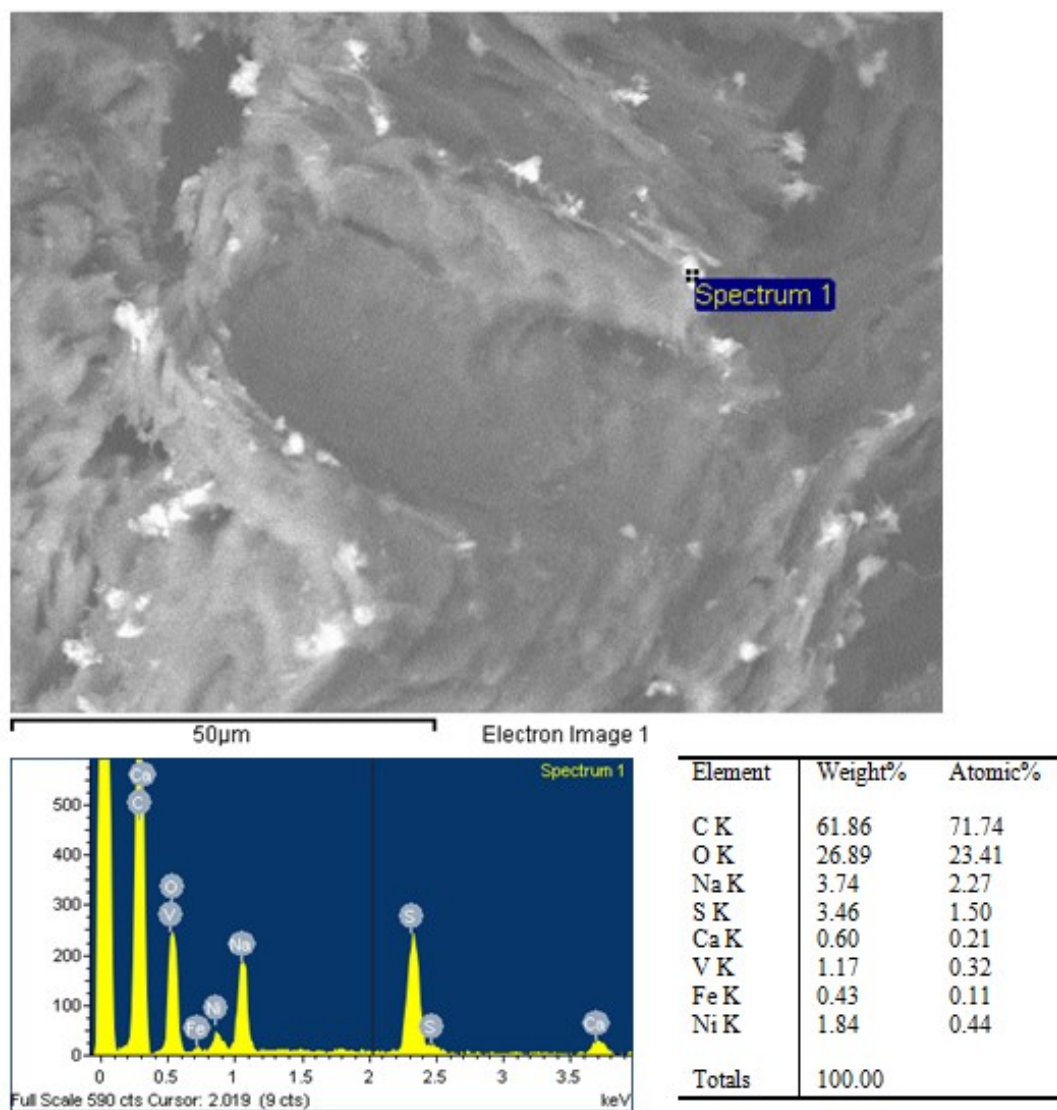 Spectrum 1
50µm
Electron Image 1
Spectrum 1
Ca
C
O
V
Fe
Ni
Na
S
S
Ca
500
400
300
200
100
0
0 0.5 1 1.5 2 2.5 3 3.5
Full Scale 590 cts Cursor: 2.019 (9 cts) keV
Element Weight% Atomic%
C K 61.86 71.74
O K 26.89 23.41
Na K 3.74 2.27
S K 3.46 1.50
Ca K 0.60 0.21
V K 1.17 0.32
Fe K 0.43 0.11
Ni K 1.84 0.44
Totals 100.00